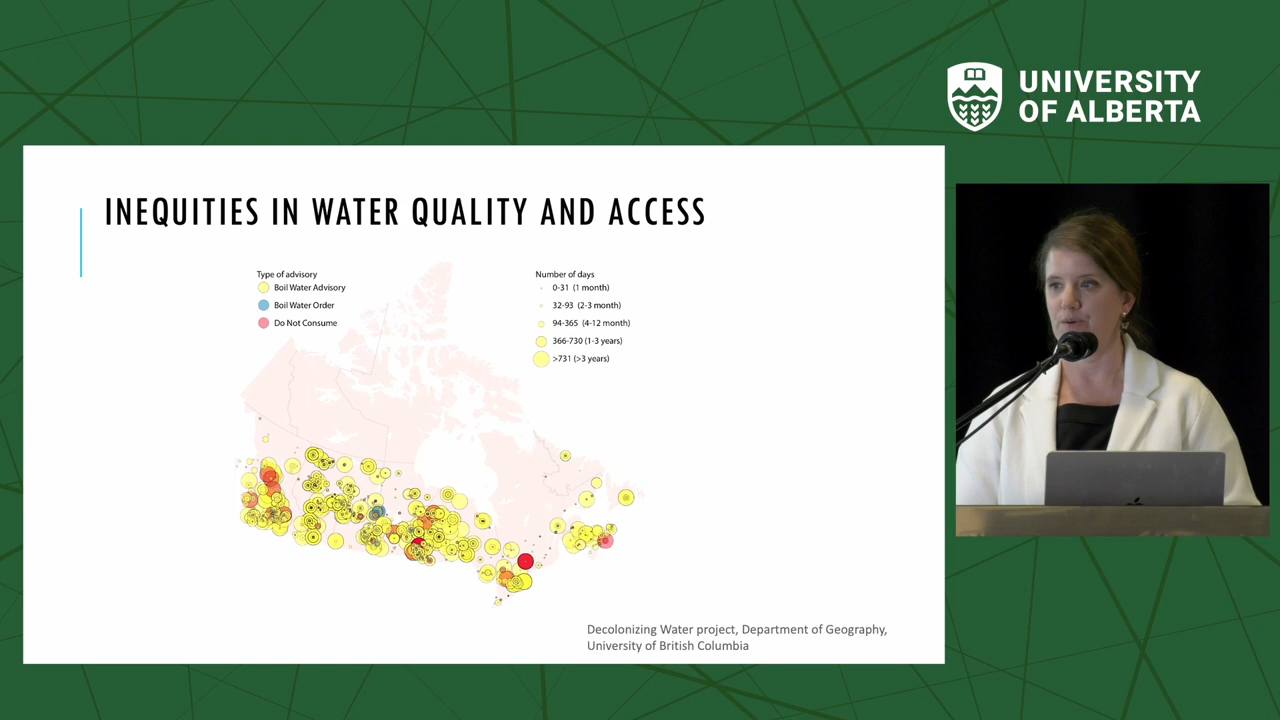 UNIVERSITY
OF ALBERTA
INEQUITIES IN WATER QUALITY AND ACCESS
Type of advisory
Boil Water Advisory
Boil Water Order
Do Not Consume
Number of days
0-31 (1 month)
32-93 (2-3 month)
94-365 (4-12 month)
366-730 (1-3 years)
>731 (>3 years)
Decolonizing Water project, Department of Geography,
University of British Columbia